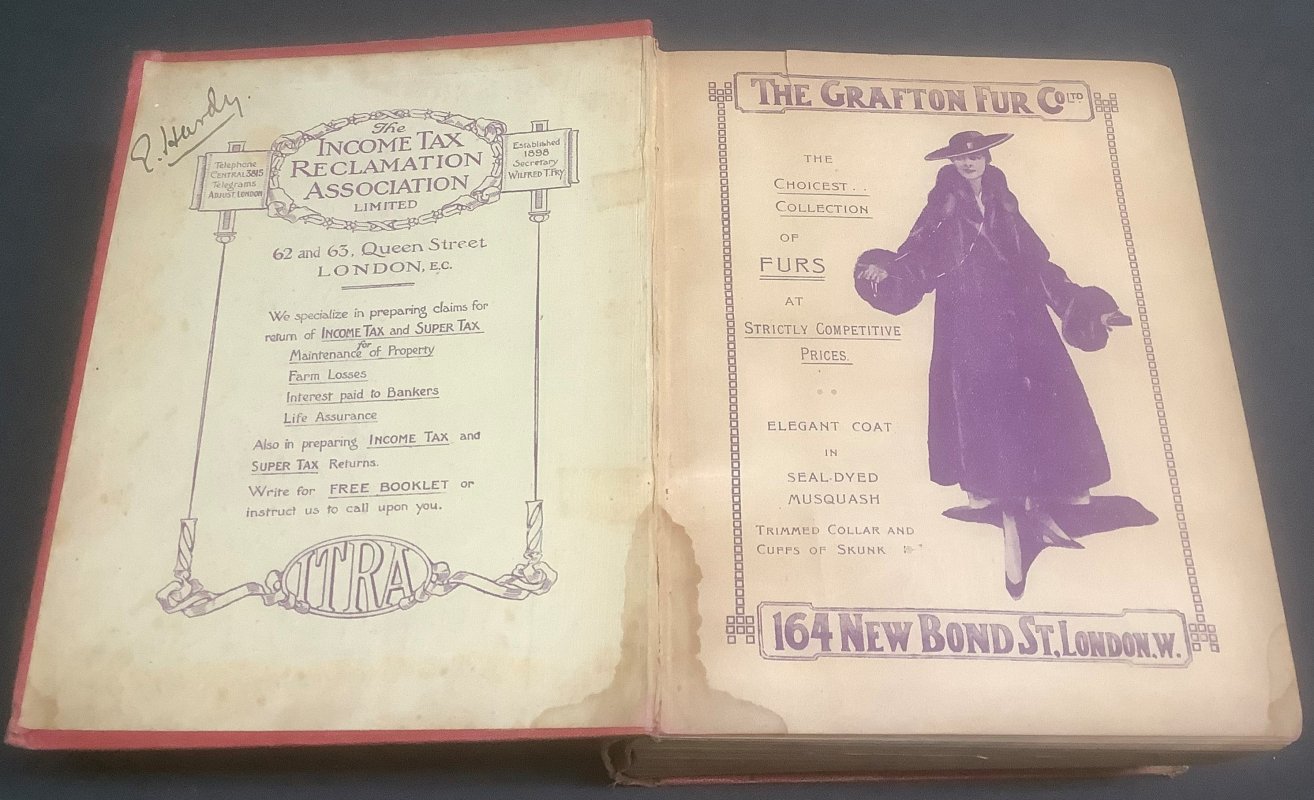 E. Hardy.
The
INCOME TAX
RECLAMATION
ASSOCIATION
LIMITED
Telephone
CENTRAL 3815
Telegrams
ADJUST, LONDON
Established
1898
Secretary
WILFRED T. FRY
62 and 63, Queen Street
LONDON, E.C.
We specialize in preparing claims for
return of INCOME TAX and SUPER TAX
for
Maintenance of Property
Farm Losses
Interest paid to Bankers
Life Assurance
Also in preparing INCOME TAX and
SUPER TAX Returns.
Write for FREE BOOKLET or
instruct us to call upon you.
ITRA
THE GRAFTON FUR CO LTD
THE
CHOICEST . .
COLLECTION
OF
FURS
AT
STRICTLY COMPETITIVE
PRICES.
ELEGANT COAT
IN
SEAL-DYED
MUSQUASH
TRIMMED COLLAR AND
CUFFS OF SKUNK
164 NEW BOND ST, LONDON. W.